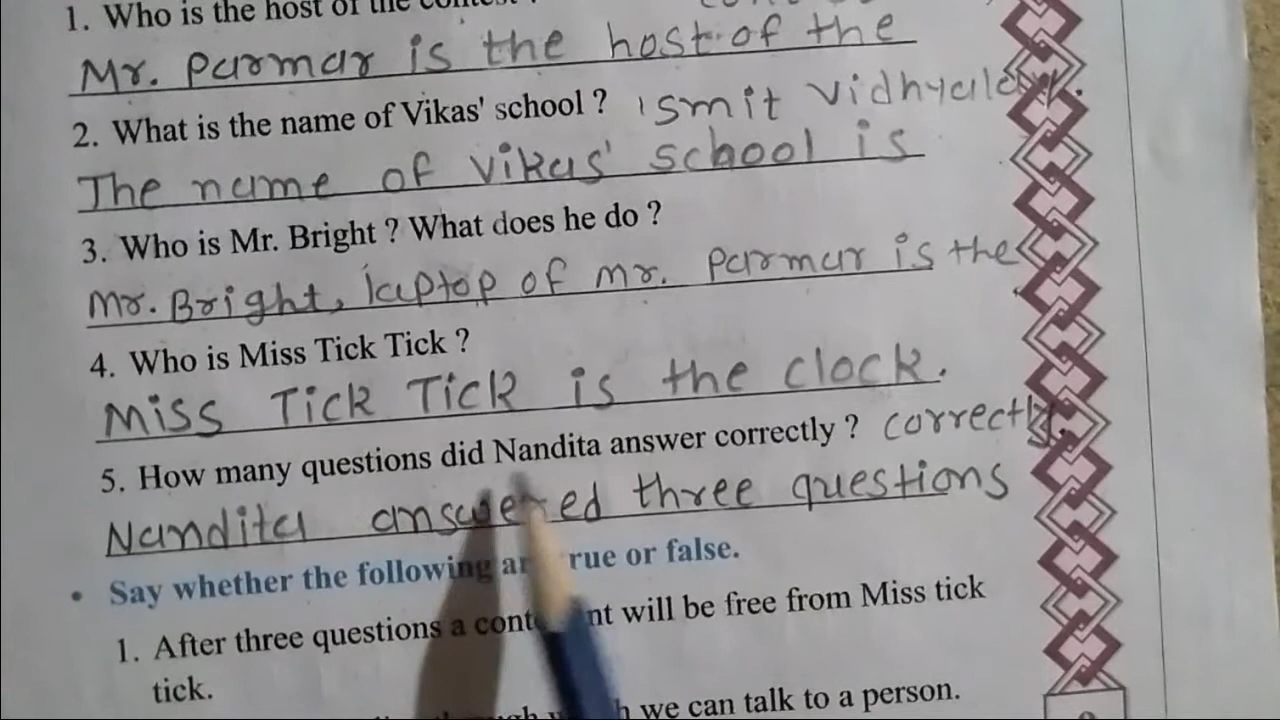 1. Who is the host of the contest ?
Mr. Parmar is the host of the
2. What is the name of Vikas' school ? Smit Vidhyalay.
The name of Vikas' school is
3. Who is Mr. Bright ? What does he do ?
Mr. Bright, laptop of Mr. Parmar is the
4. Who is Miss Tick Tick ?
Miss Tick Tick is the clock.
5. How many questions did Nandita answer correctly ? correctly.
Nandita answered three questions
• Say whether the following are true or false.
1. After three questions a contestant will be free from Miss tick
tick.
we can talk to a person.